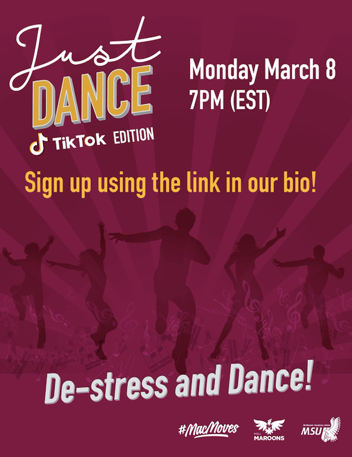 Just
DANCE
TikTok EDITION
Monday March 8
7PM (EST)
Sign up using the link in our bio!
De-stress and Dance!
#MacMoves
MAROONS
MSU